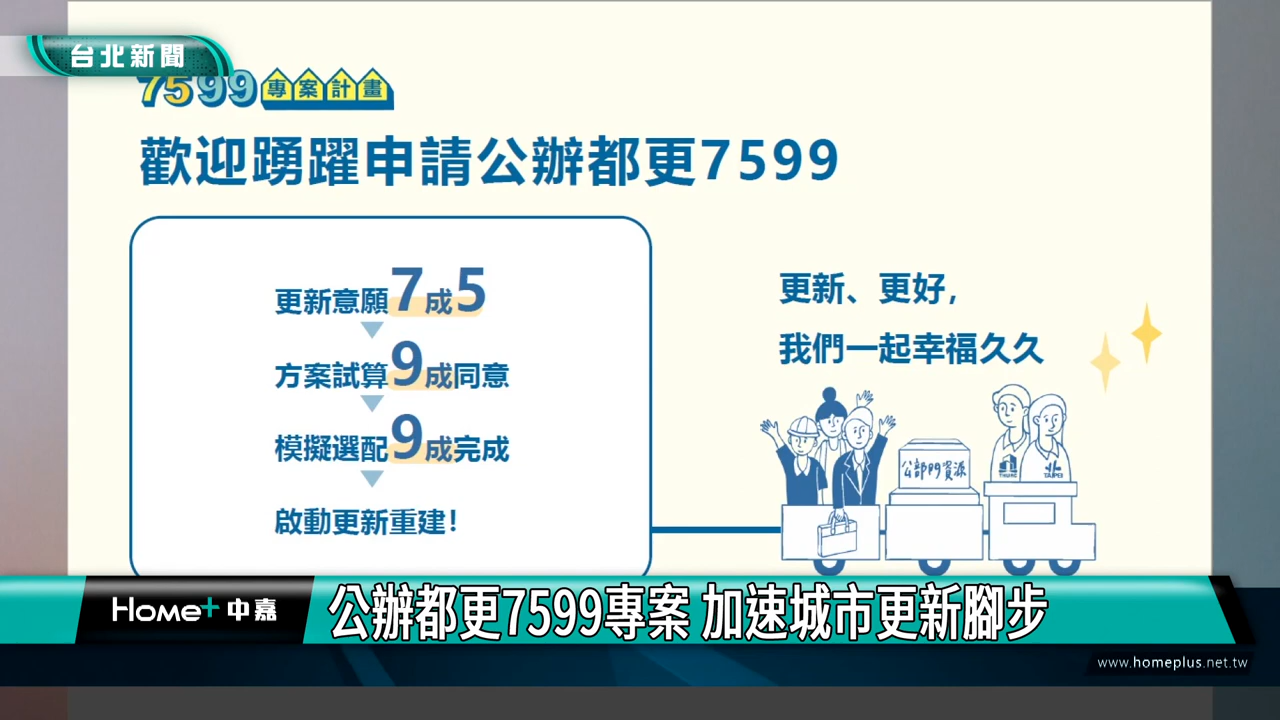 台北新聞
7599專案計畫
歡迎踴躍申請公辦都更7599
更新意願7成5
方案試算9成同意
模擬選配9成完成
啟動更新重建!
更新、更好,
我們一起幸福久久
公部門資源
THURC
TAIPEI
Home+中嘉
公辦都更7599專案 加速城市更新腳步
www.homeplus.net.tw